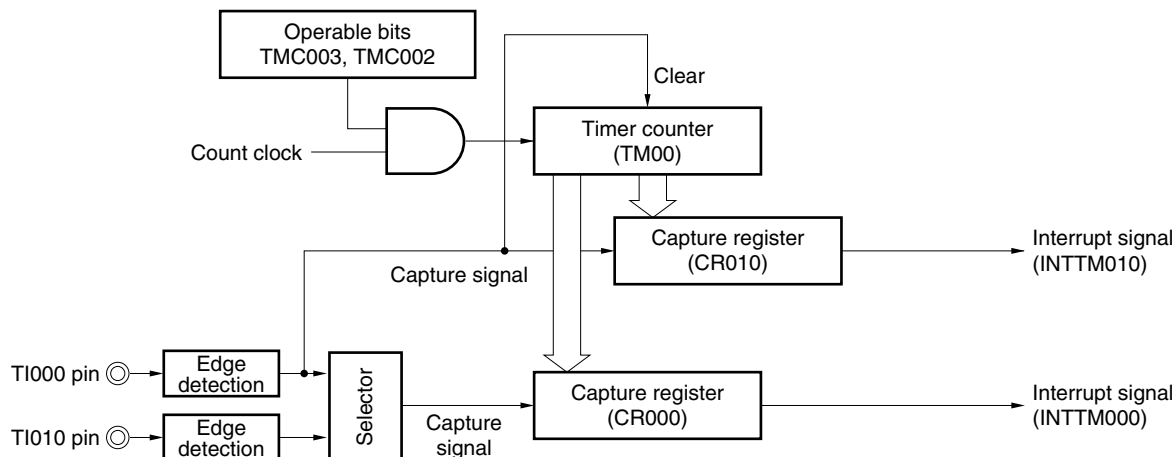 Operable bits
TMC003, TMC002
Clear
Timer counter
(TM00)
Count clock
Capture register
(CR010)
Interrupt signal
(INTTM010)
Capture signal
TI000 pin
Edge
detection
Selector
Capture register
(CR000)
Interrupt signal
(INTTM000)
TI010 pin
Edge
detection
Capture
signal